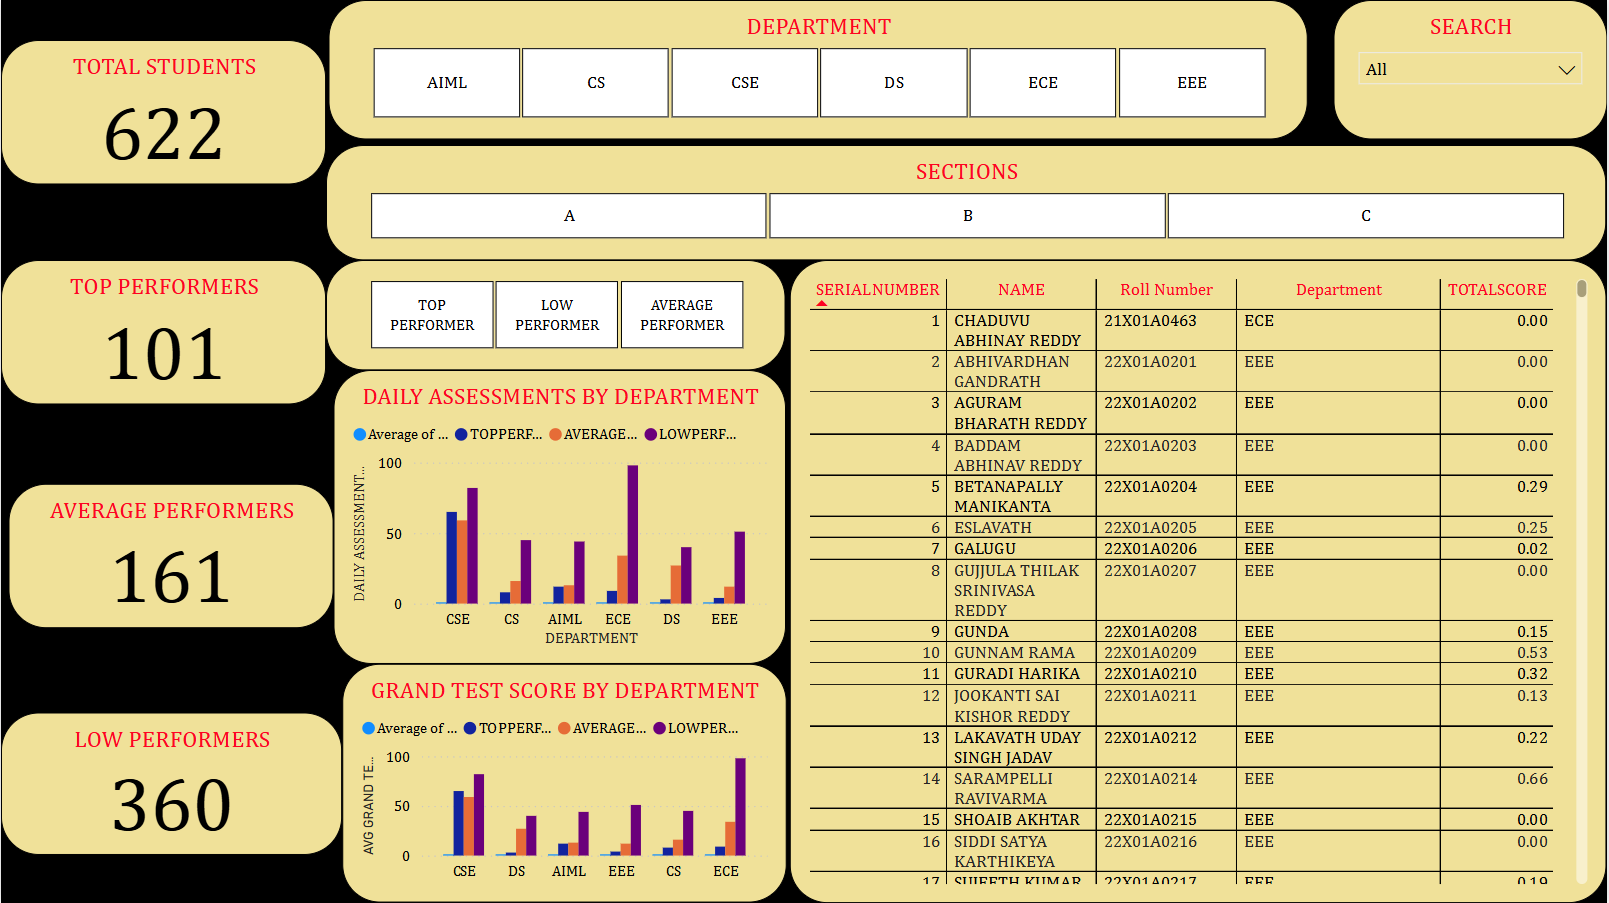 TOTAL STUDENTS
622
TOP PERFORMERS
101
AVERAGE PERFORMERS
161
LOW PERFORMERS
360
DEPARTMENT
AIML CS CSE DS ECE EEE
SEARCH
All
SECTIONS
A B C
TOP PERFORMER
LOW PERFORMER
AVERAGE PERFORMER
DAILY ASSESSMENTS BY DEPARTMENT
Average of ... TOPPERF... AVERAGE... LOWPERF...
DAILY ASSESSMENT...
100
50
0
CSE CS AIML ECE DS EEE
DEPARTMENT
GRAND TEST SCORE BY DEPARTMENT
Average of ... TOPPERF... AVERAGE... LOWPER...
AVG GRAND TE...
100
50
0
CSE DS AIML EEE CS ECE
SERIALNUMBER NAME Roll Number Department TOTALSCORE
1 CHADUVU ABHINAY REDDY 21X01A0463 ECE 0.00
2 ABHIVARDHAN GANDRATH 22X01A0201 EEE 0.00
3 AGURAM BHARATH REDDY 22X01A0202 EEE 0.00
4 BADDAM ABHINAV REDDY 22X01A0203 EEE 0.00
5 BETANAPALLY MANIKANTA 22X01A0204 EEE 0.29
6 ESLAVATH 22X01A0205 EEE 0.25
7 GALUGU 22X01A0206 EEE 0.02
8 GUJJULA THILAK SRINIVASA REDDY 22X01A0207 EEE 0.00
9 GUNDA 22X01A0208 EEE 0.15
10 GUNNAM RAMA 22X01A0209 EEE 0.53
11 GURADI HARIKA 22X01A0210 EEE 0.32
12 JOOKANTI SAI KISHOR REDDY 22X01A0211 EEE 0.13
13 LAKAVATH UDAY SINGH JADAV 22X01A0212 EEE 0.22
14 SARAMPELLI RAVIVARMA 22X01A0214 EEE 0.66
15 SHOAIB AKHTAR 22X01A0215 EEE 0.00
16 SIDDI SATYA KARTHIKEYA 22X01A0216 EEE 0.00
17 SUJEETH KUMAR 22X01A0217 EEE 0.19